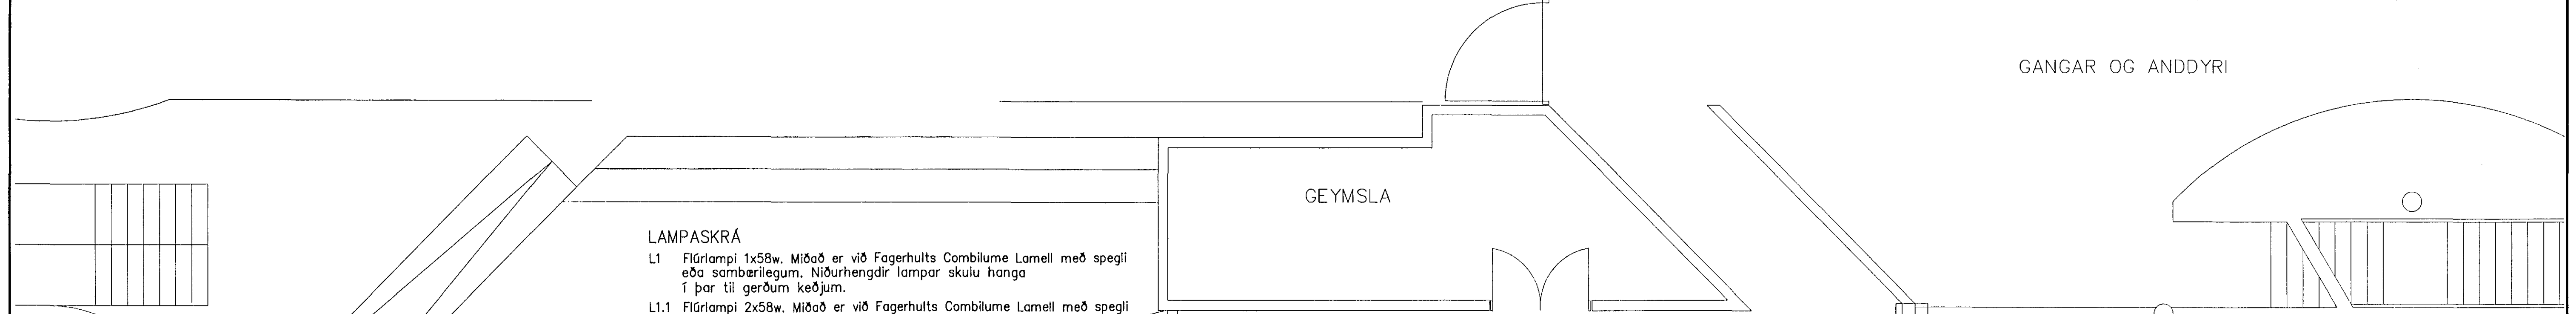 GANGAR OG ANDDYRI
GEYMSLA
LAMPASKRÁ
L1 Flúrlampi 1x58w. Miðað er við Fagerhults Combilume Lamell með spegli
eða sambærilegum. Niðurhengdir lampar skulu hanga
í þar til gerðum keðjum.
L1.1 Flúrlampi 2x58w. Miðað er við Fagerhults Combilume Lamell með spegli